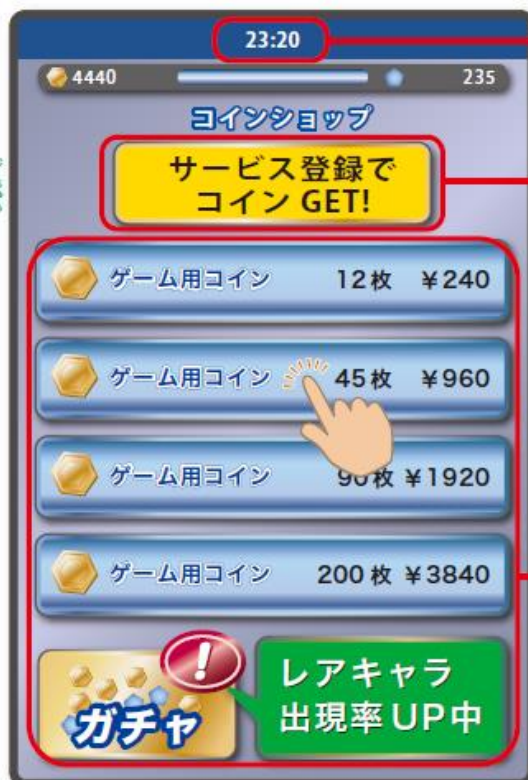 23:20
4440 235
コインショップ
サービス登録で
コイン GET!
ゲーム用コイン 12枚 ¥240
ゲーム用コイン 45枚 ¥960
ゲーム用コイン 90枚 ¥1920
ゲーム用コイン 200枚 ¥3840
!
ガチャ
レアキャラ
出現率UP中